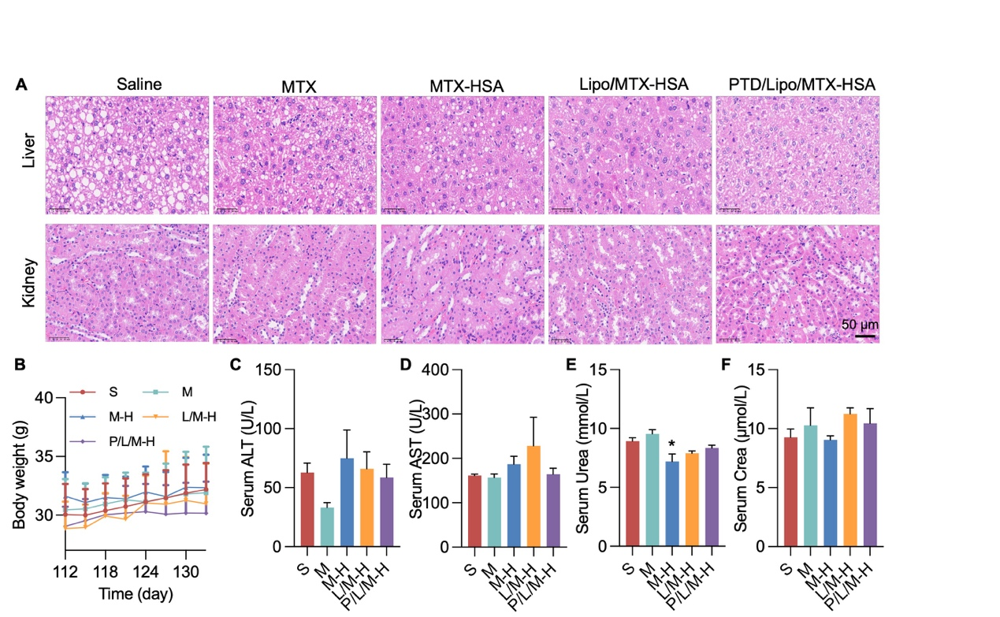 A
Saline
MTX
MTX-HSA
Lipo/MTX-HSA
PTD/Lipo/MTX-HSA
Liver
Kidney
50 µm
B
S
M
M-H
L/M-H
P/L/M-H
Body weight (g)
40
35
30
112
118
124
130
Time (day)
C
Serum ALT (U/L)
150
100
50
0
S
M
M-H
L/M-H
P/L/M-H
D
Serum AST (U/L)
400
300
200
100
0
S
M
M-H
L/M-H
P/L/M-H
E
Serum Urea (mmol/L)
15
10
5
0
*
S
M
M-H
L/M-H
P/L/M-H
F
Serum Crea (µmol/L)
15
10
5
0
S
M
M-H
L/M-H
P/L/M-H